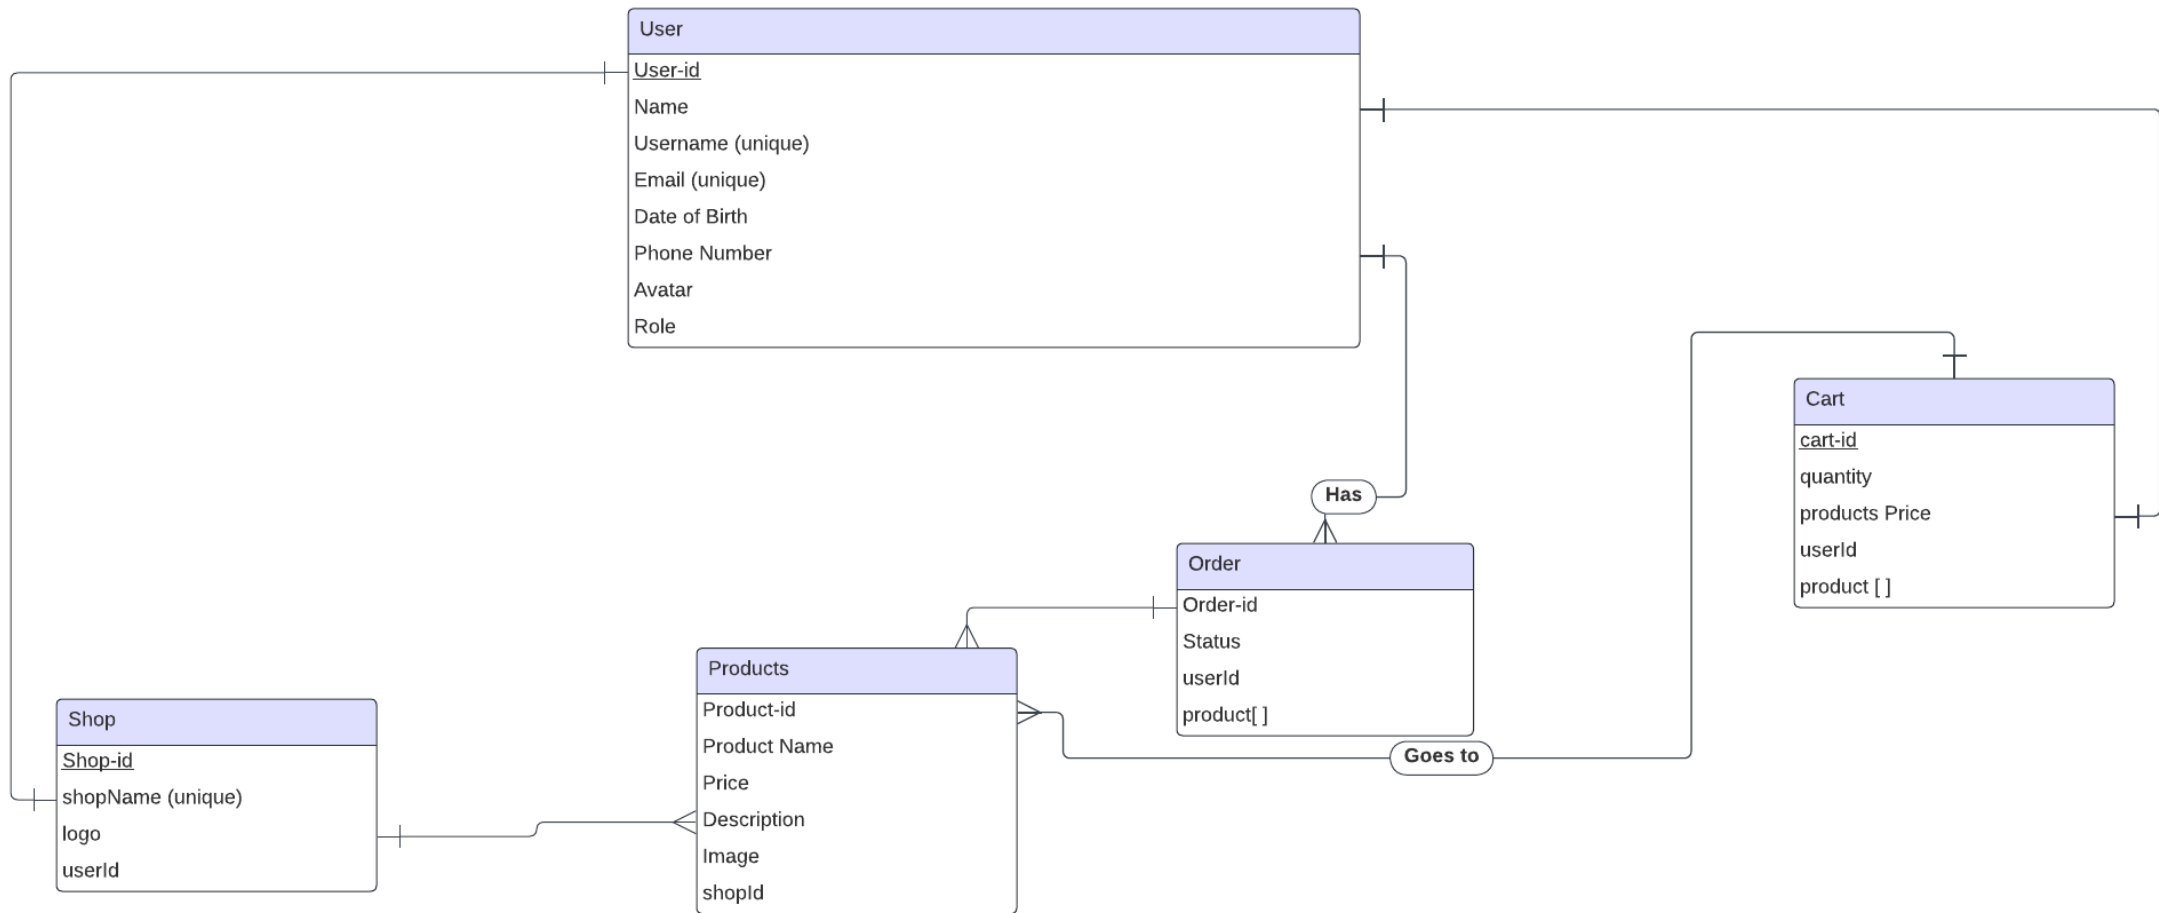 User
User-id
Name
Username (unique)
Email (unique)
Date of Birth
Phone Number
Avatar
Role
Has
Cart
cart-id
quantity
products Price
userId
product [ ]
Order
Order-id
Status
userId
product[ ]
Goes to
Products
Product-id
Product Name
Price
Description
Image
shopId
Shop
Shop-id
shopName (unique)
logo
userId